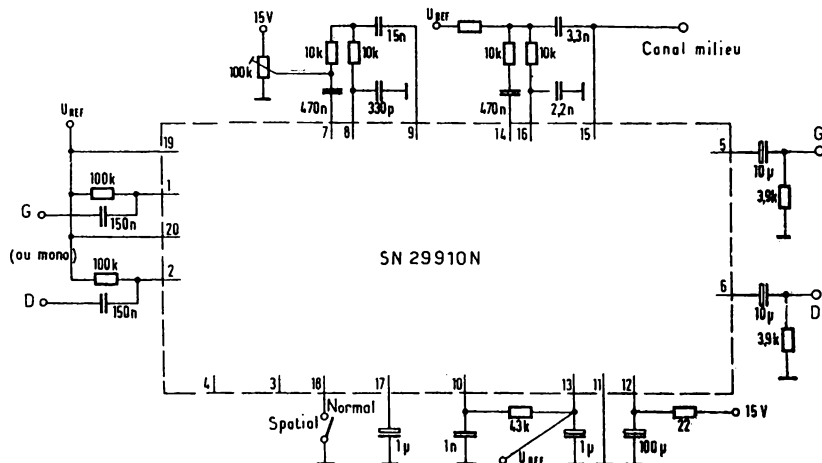 15V
100k
10k
10k
15n
470n
330p
7
8
9
UREF
10k
10k
3,3n
470n
2,2n
14
16
15
Canal milieu
UREF
19
100k
1
G
150n
20
(ou mono)
100k
2
D
150n
SN 29910N
5
G
10µ
3,9k
6
D
10µ
3,9k
4
3
18
17
10
13
11
12
Normal
Spatial
1µ
1n
43k
UREF
1µ
100µ
22
15V